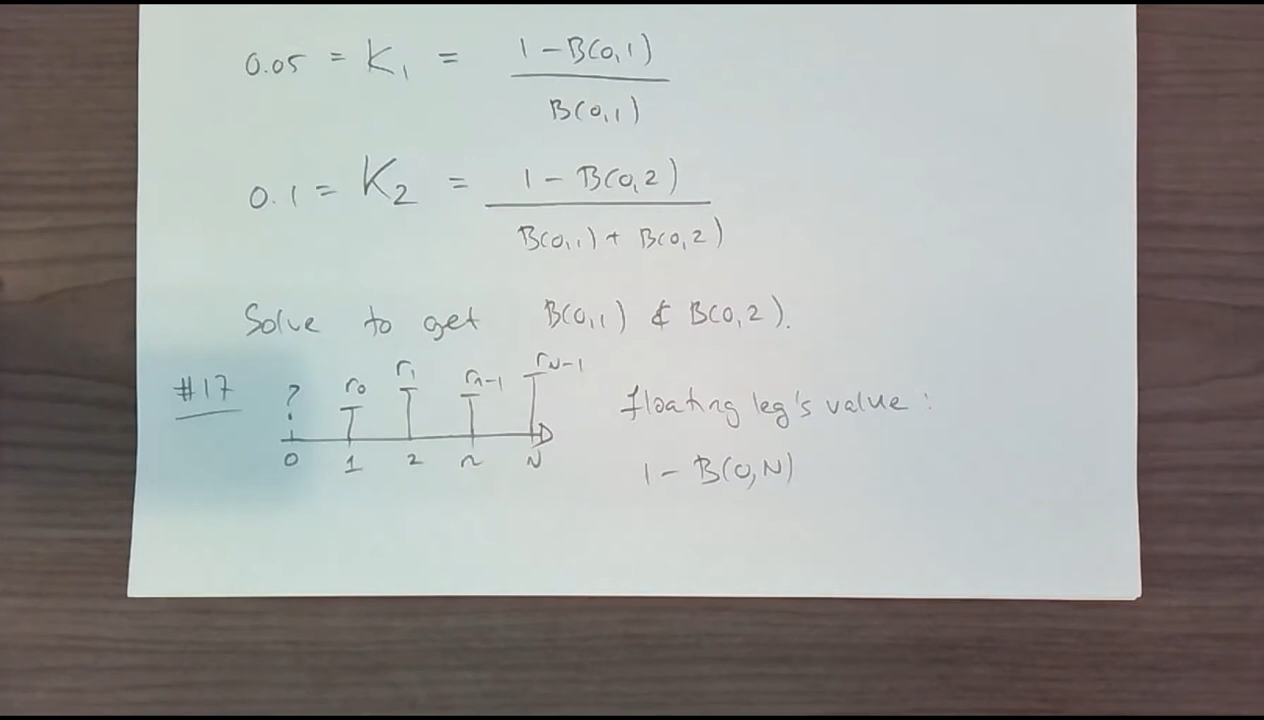 0.05 = K₁ = (1 - B(0,1)) / B(0,1)
0.1 = K₂ = (1 - B(0,2)) / (B(0,1) + B(0,2))
Solve to get B(0,1) & B(0,2).
#17 ? r₀ r₁ rₙ₋₁ r_N-1 floating leg's value :
0 1 2 n N 1 - B(0,N)